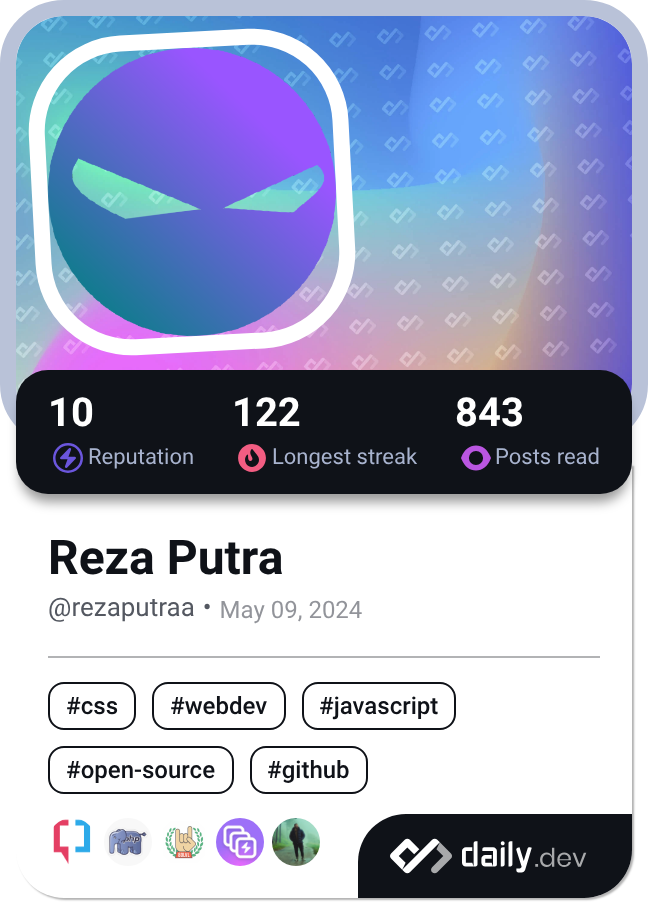 10 122 843
Reputation Longest streak Posts read
Reza Putra
@rezaputraa • May 09, 2024
#css #webdev #javascript
#open-source #github
php
daily.dev